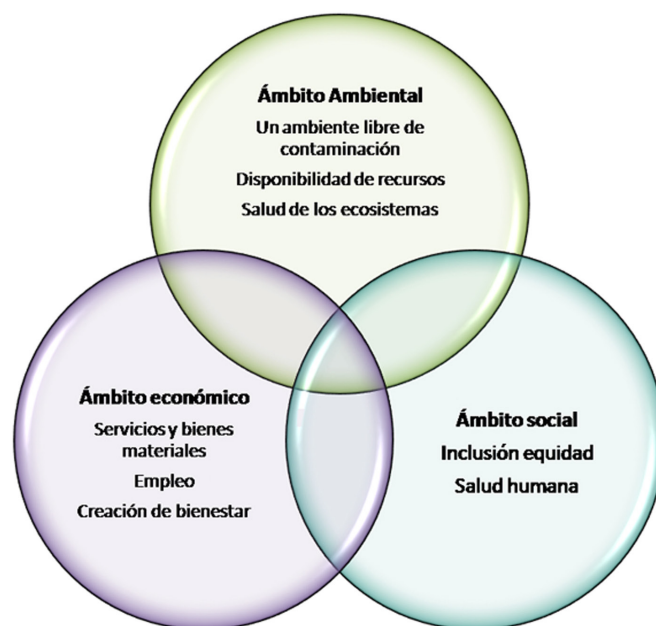 Ámbito Ambiental
Un ambiente libre de
contaminación
Disponibilidad de recursos
Salud de los ecosistemas
Ámbito económico
Servicios y bienes
materiales
Empleo
Creación de bienestar
Ámbito social
Inclusión equidad
Salud humana